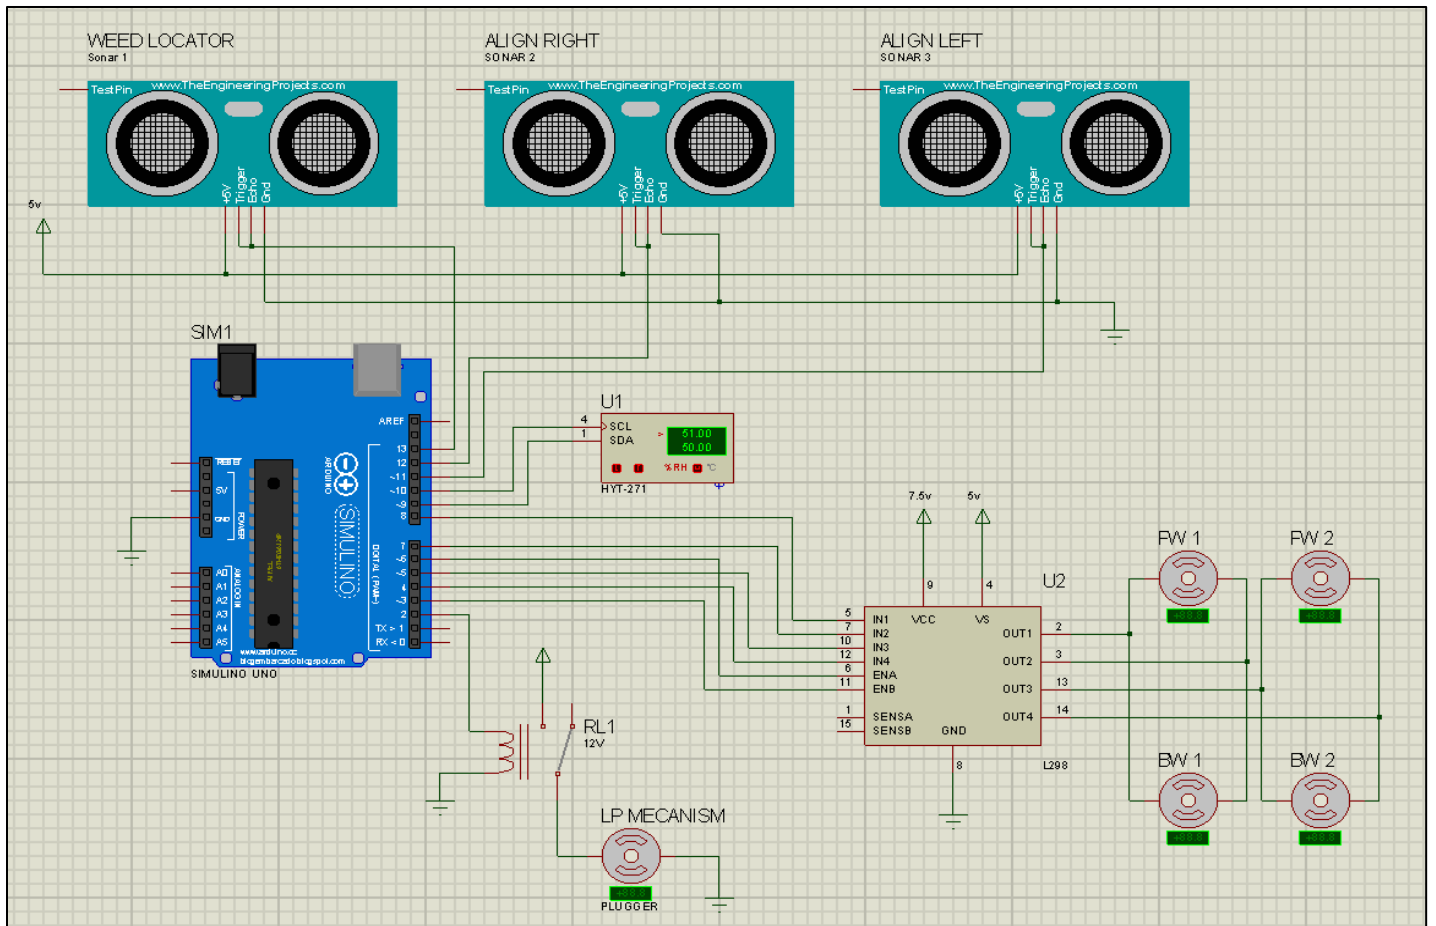 WEED LOCATOR
Sonar 1
ALIGN RIGHT
SONAR 2
ALIGN LEFT
SONAR 3
TestPin www.TheEngineeringProjects.com
TestPin www.TheEngineeringProjects.com
TestPin www.TheEngineeringProjects.com
+5V
Trigger
Echo
Gnd
+5V
Trigger
Echo
Gnd
+5V
Trigger
Echo
Gnd
5v
SIM1
AREF
13
12
~11
~10
~9
8
7
~6
~5
4
~3
2
TX > 1
RX < 0
RESET
5V
GND
POWER
A0
A1
A2
A3
A4
A5
ANALOG IN
ARDUINO
SIMULINO
DIGITAL (PWM~)
www.arduino.cc
blogembarcado.blogspot.com
SIMULINO UNO
U1
4 SCL
1 SDA
51.00
50.00
%RH °C
HYT-271
7.5v 5v
9 4
U2
5 IN1
7 IN2
10 IN3
12 IN4
6 ENA
11 ENB
1 SENSA
15 SENSB
VCC VS
OUT1 2
OUT2 3
OUT3 13
OUT4 14
GND
8
L298
FW 1
FW 2
BW 1
BW 2
RL1
12V
LP MECANISM
PLUGGER